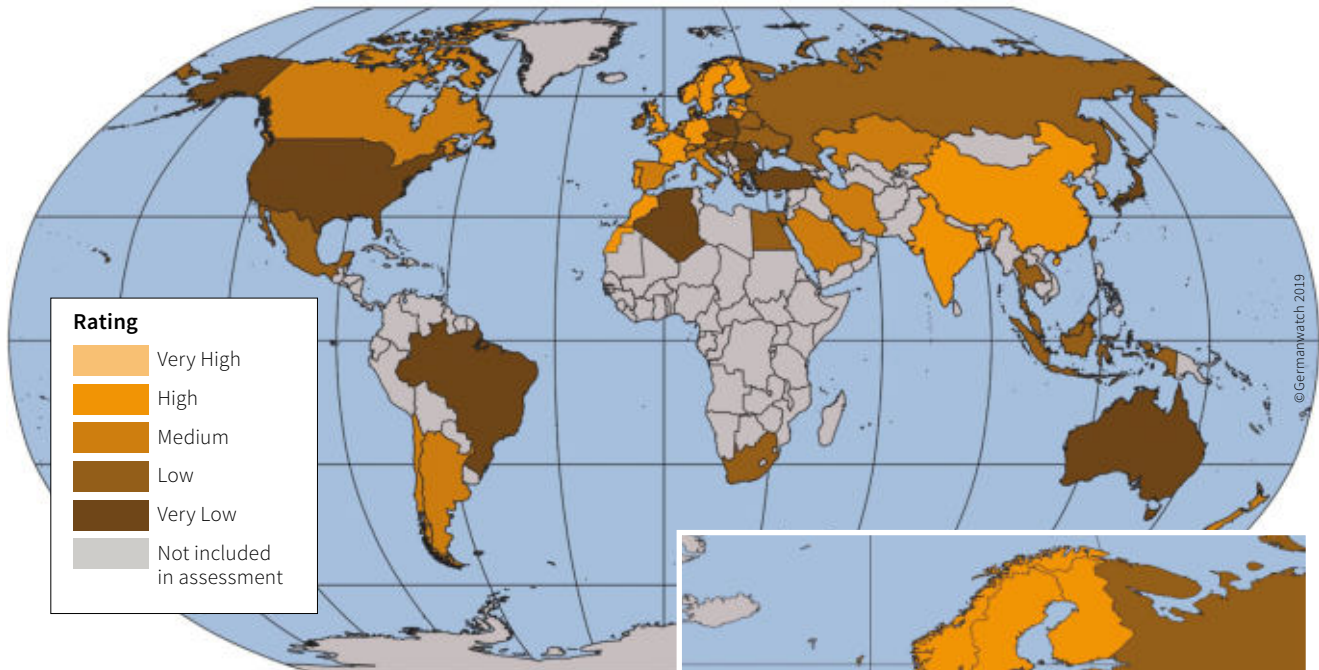 Rating
Very High
High
Medium
Low
Very Low
Not included
in assessment
©Germanwatch 2019